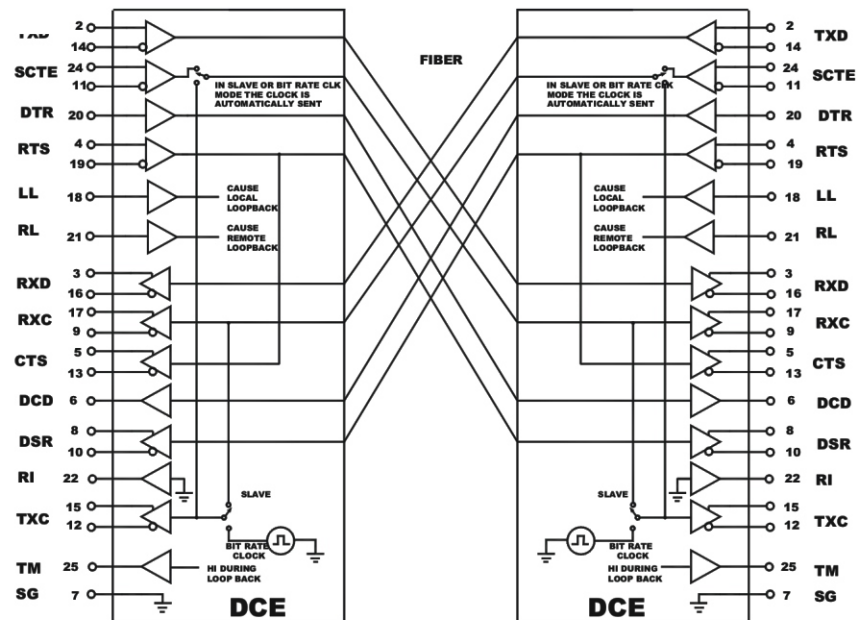 2
14
SCTE 24
11
IN SLAVE OR BIT RATE CLK
MODE THE CLOCK IS
AUTOMATICALLY SENT
DTR 20
RTS 4
19
LL 18
CAUSE
LOCAL
LOOPBACK
RL 21
CAUSE
REMOTE
LOOPBACK
RXD 3
16
RXC 17
9
CTS 5
13
DCD 6
DSR 8
10
RI 22
SLAVE
TXC 15
12
BIT RATE
CLOCK
TM 25
HI DURING
LOOP BACK
SG 7
DCE
FIBER
2 TXD
14
24 SCTE
11
IN SLAVE OR BIT RATE CLK
MODE THE CLOCK IS
AUTOMATICALLY SENT
20 DTR
4 RTS
19
CAUSE
LOCAL
LOOPBACK
18 LL
CAUSE
REMOTE
LOOPBACK
21 RL
3 RXD
16
17 RXC
9
5 CTS
13
6 DCD
8 DSR
10
22 RI
SLAVE
15 TXC
12
BIT RATE
CLOCK
HI DURING
LOOP BACK
25 TM
7 SG
DCE